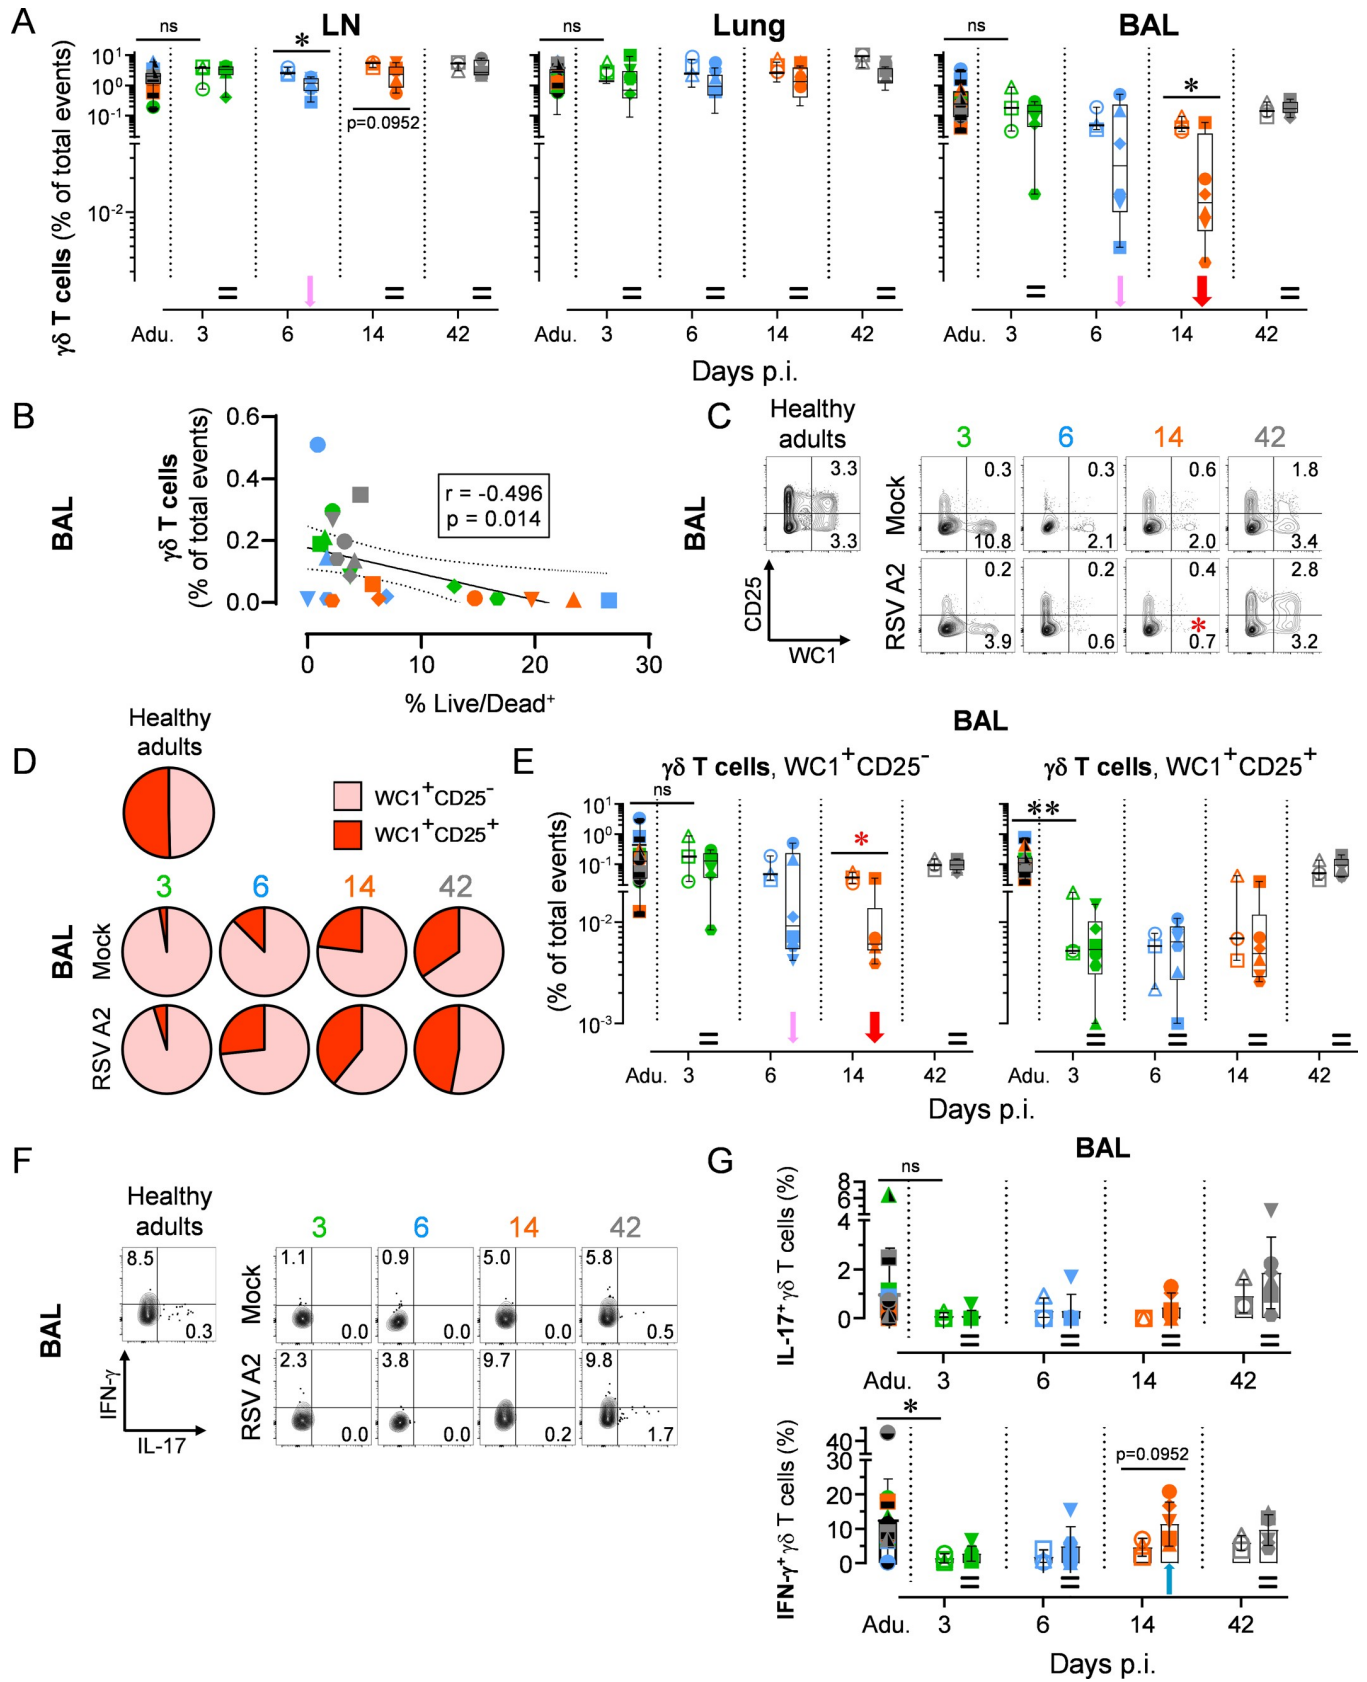 A
LN
Lung
BAL
ns
*
ns
ns
*
γδ T cells (% of total events)
10¹
10⁰
10⁻¹
10⁻²
p=0.0952
= = =
= = = =
= =
Adu. 3 6 14 42
Adu. 3 6 14 42
Adu. 3 6 14 42
Days p.i.
B
BAL
γδ T cells
(% of total events)
0.6
0.4
0.2
0.0
r = -0.496
p = 0.014
0 10 20 30
% Live/Dead⁺
C
Healthy
adults
3 6 14 42
BAL
3.3
3.3
Mock
0.3 0.3 0.6 1.8
10.8 2.1 2.0 3.4
RSV A2
0.2 0.2 0.4 2.8
*
3.9 0.6 0.7 3.2
CD25
WC1
D
Healthy
adults
WC1⁺CD25⁻
WC1⁺CD25⁺
3 6 14 42
BAL
Mock
RSV A2
E
BAL
γδ T cells, WC1⁺CD25⁻
γδ T cells, WC1⁺CD25⁺
(% of total events)
10¹
10⁰
10⁻¹
10⁻²
10⁻³
ns
*
**
= =
= = = =
Adu. 3 6 14 42
Adu. 3 6 14 42
Days p.i.
F
Healthy
adults
3 6 14 42
BAL
8.5
0.3
Mock
1.1 0.9 5.0 5.8
0.0 0.0 0.0 0.5
RSV A2
2.3 3.8 9.7 9.8
0.0 0.0 0.2 1.7
IFN-γ
IL-17
G
BAL
IL-17⁺ γδ T cells (%)
8
6
4
2
0
ns
= = = =
Adu. 3 6 14 42
IFN-γ⁺ γδ T cells (%)
40
30
20
10
0
*
p=0.0952
= = =
Adu. 3 6 14 42
Days p.i.